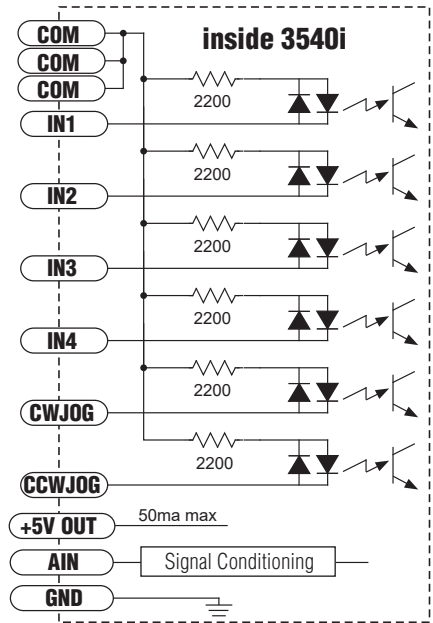 COM
inside 3540i
COM
COM
2200
IN1
2200
IN2
2200
IN3
2200
IN4
2200
CWJOG
2200
CCWJOG
+5V OUT 50ma max
AIN Signal Conditioning
GND